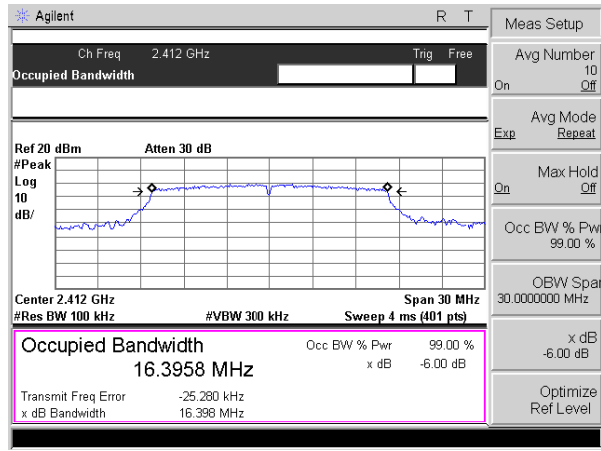 Agilent R T
Ch Freq 2.412 GHz Trig Free
Occupied Bandwidth
Ref 20 dBm Atten 30 dB
#Peak
Log
10
dB/
Center 2.412 GHz Span 30 MHz
#Res BW 100 kHz #VBW 300 kHz Sweep 4 ms (401 pts)
Occupied Bandwidth Occ BW % Pwr 99.00 %
16.3958 MHz x dB -6.00 dB
Transmit Freq Error -25.280 kHz
x dB Bandwidth 16.398 MHz
Meas Setup
Avg Number
10
On Off
Avg Mode
Exp Repeat
Max Hold
On Off
Occ BW % Pwr
99.00 %
OBW Spa
30.0000000 MHz
x dB
-6.00 dB
Optimize
Ref Level